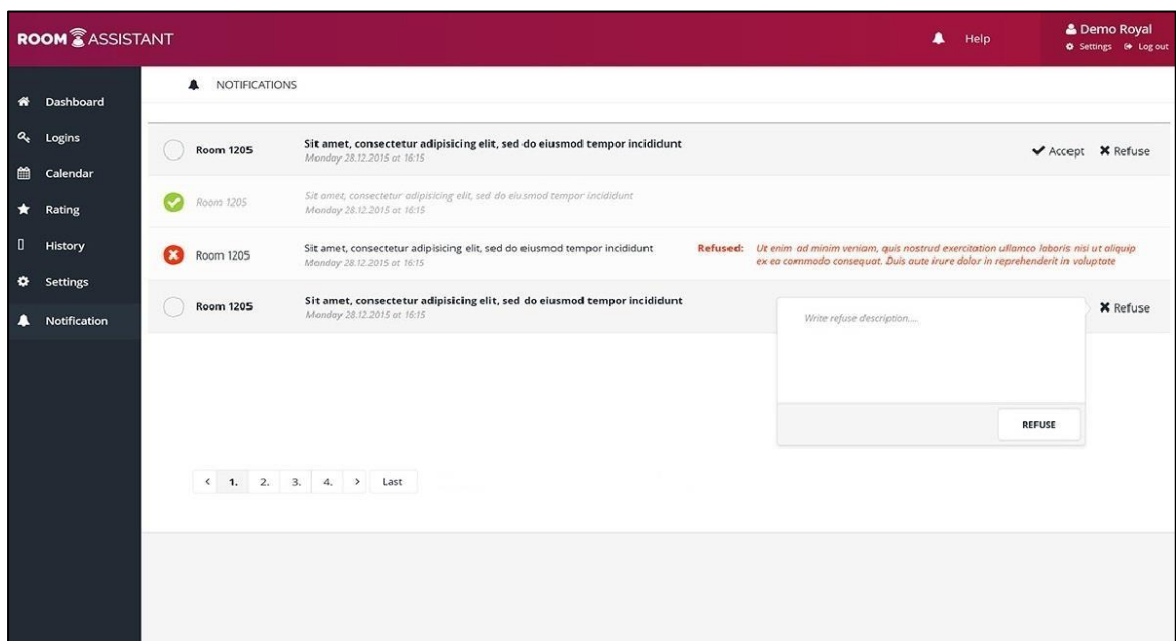 ROOM ASSISTANT
Help
Demo Royal
Settings Log out
Dashboard
Logins
Calendar
Rating
History
Settings
Notification
NOTIFICATIONS
Room 1205
Sit amet, consectetur adipisicing elit, sed do eiusmod tempor incididunt
Monday 28.12.2015 at 16:15
Accept Refuse
Room 1205
Sit amet, consectetur adipisicing elit, sed do eiusmod tempor incididunt
Monday 28.12.2015 at 16:15
Room 1205
Sit amet, consectetur adipisicing elit, sed do eiusmod tempor incididunt
Monday 28.12.2015 at 16:15
Refused: Ut enim ad minim veniam, quis nostrud exercitation ullamco laboris nisi ut aliquip
ex ea commodo consequat. Duis aute irure dolor in reprehenderit in voluptate
Room 1205
Sit amet, consectetur adipisicing elit, sed do eiusmod tempor incididunt
Monday 28.12.2015 at 16:15
Refuse
Write refuse description....
REFUSE
< 1. 2. 3. 4. > Last